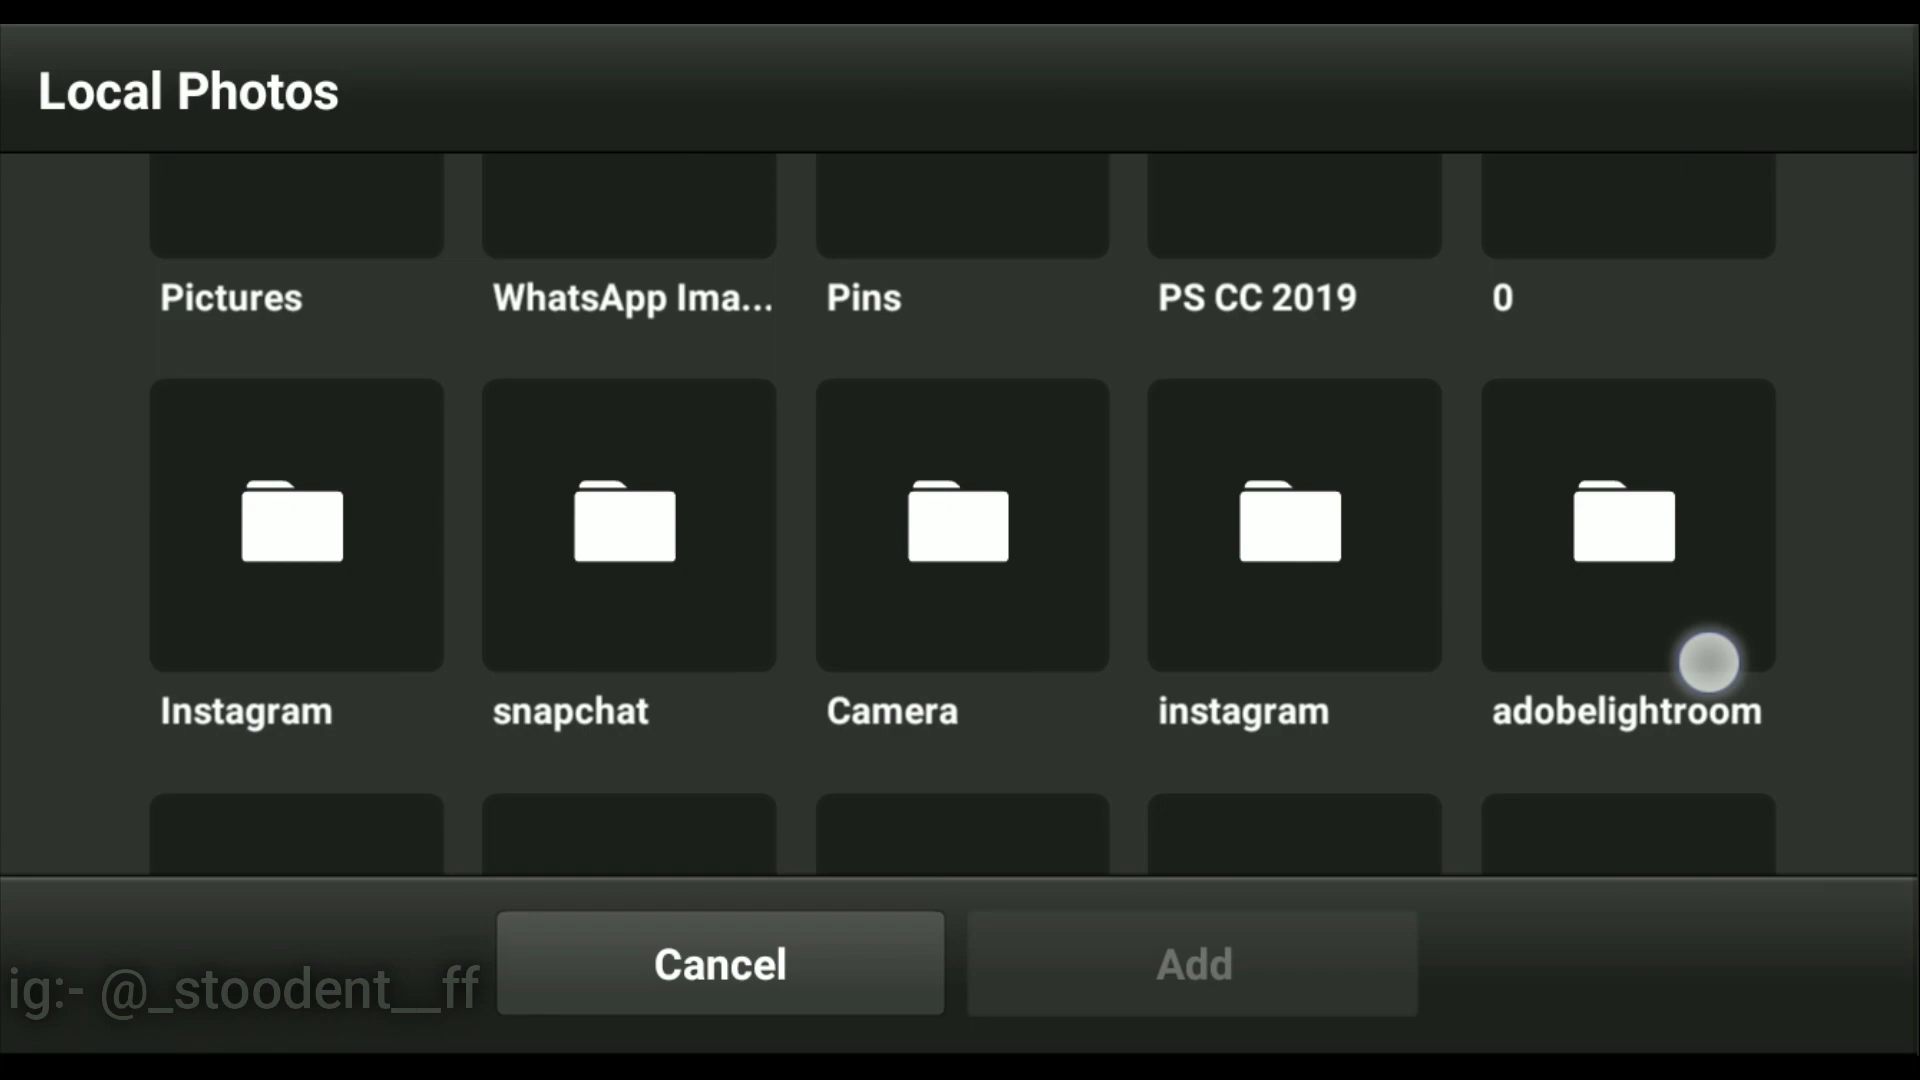 Local Photos
Pictures
WhatsApp Ima...
Pins
PS CC 2019
0
Instagram
snapchat
Camera
instagram
adobelightroom
Cancel
Add
ig:- @_stoodent__ff